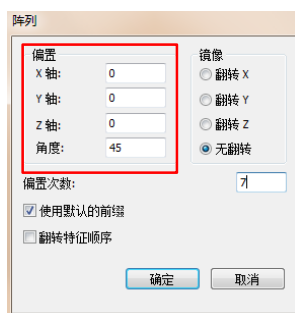 阵列
偏置
X 轴: 0
Y 轴: 0
Z 轴: 0
角度: 45
镜像
翻转 X
翻转 Y
翻转 Z
无翻转
偏置次数: 7
使用默认的前缀
翻转特征顺序
确定 取消